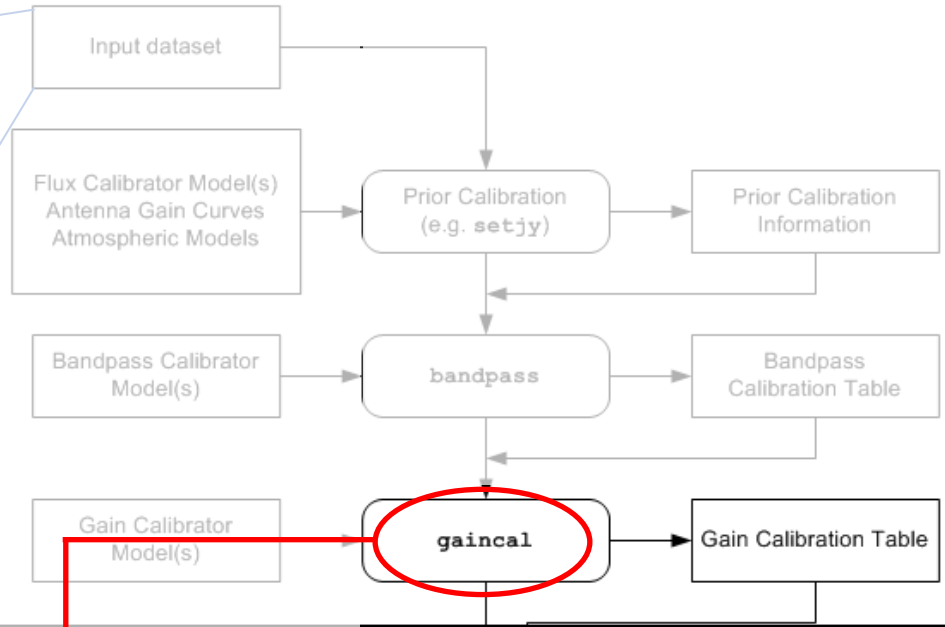 Input dataset
Flux Calibrator Model(s)
Antenna Gain Curves
Atmospheric Models
Prior Calibration
(e.g. setjy)
Prior Calibration
Information
Bandpass Calibrator
Model(s)
bandpass
Bandpass
Calibration Table
Gain Calibrator
Model(s)
gaincal
Gain Calibration Table